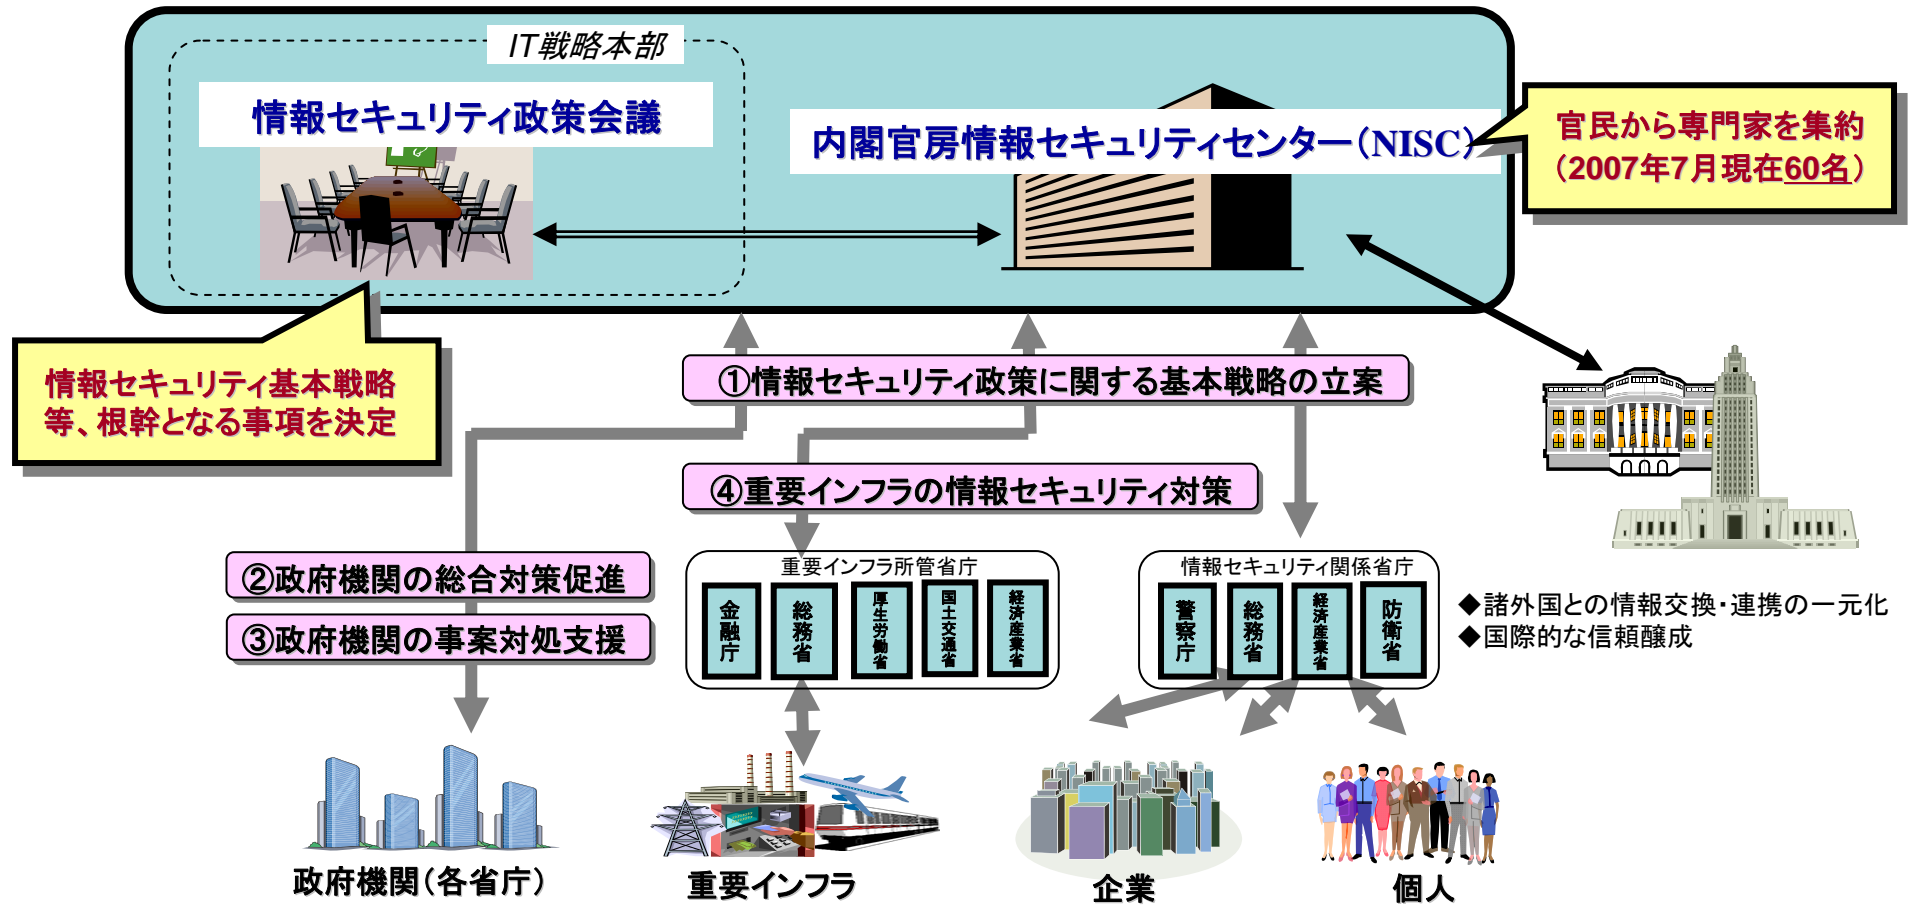 IT戦略本部
情報セキュリティ政策会議
内閣官房情報セキュリティセンター(NISC)
官民から専門家を集約
(2007年7月現在60名)
情報セキュリティ基本戦略
等、根幹となる事項を決定
①情報セキュリティ政策に関する基本戦略の立案
④重要インフラの情報セキュリティ対策
②政府機関の総合対策促進
③政府機関の事案対処支援
重要インフラ所管省庁
金融庁
総務省
厚生労働省
国土交通省
経済産業省
情報セキュリティ関係省庁
警察庁
総務省
経済産業省
防衛省
◆諸外国との情報交換・連携の一元化
◆国際的な信頼醸成
政府機関(各省庁)
重要インフラ
企業
個人